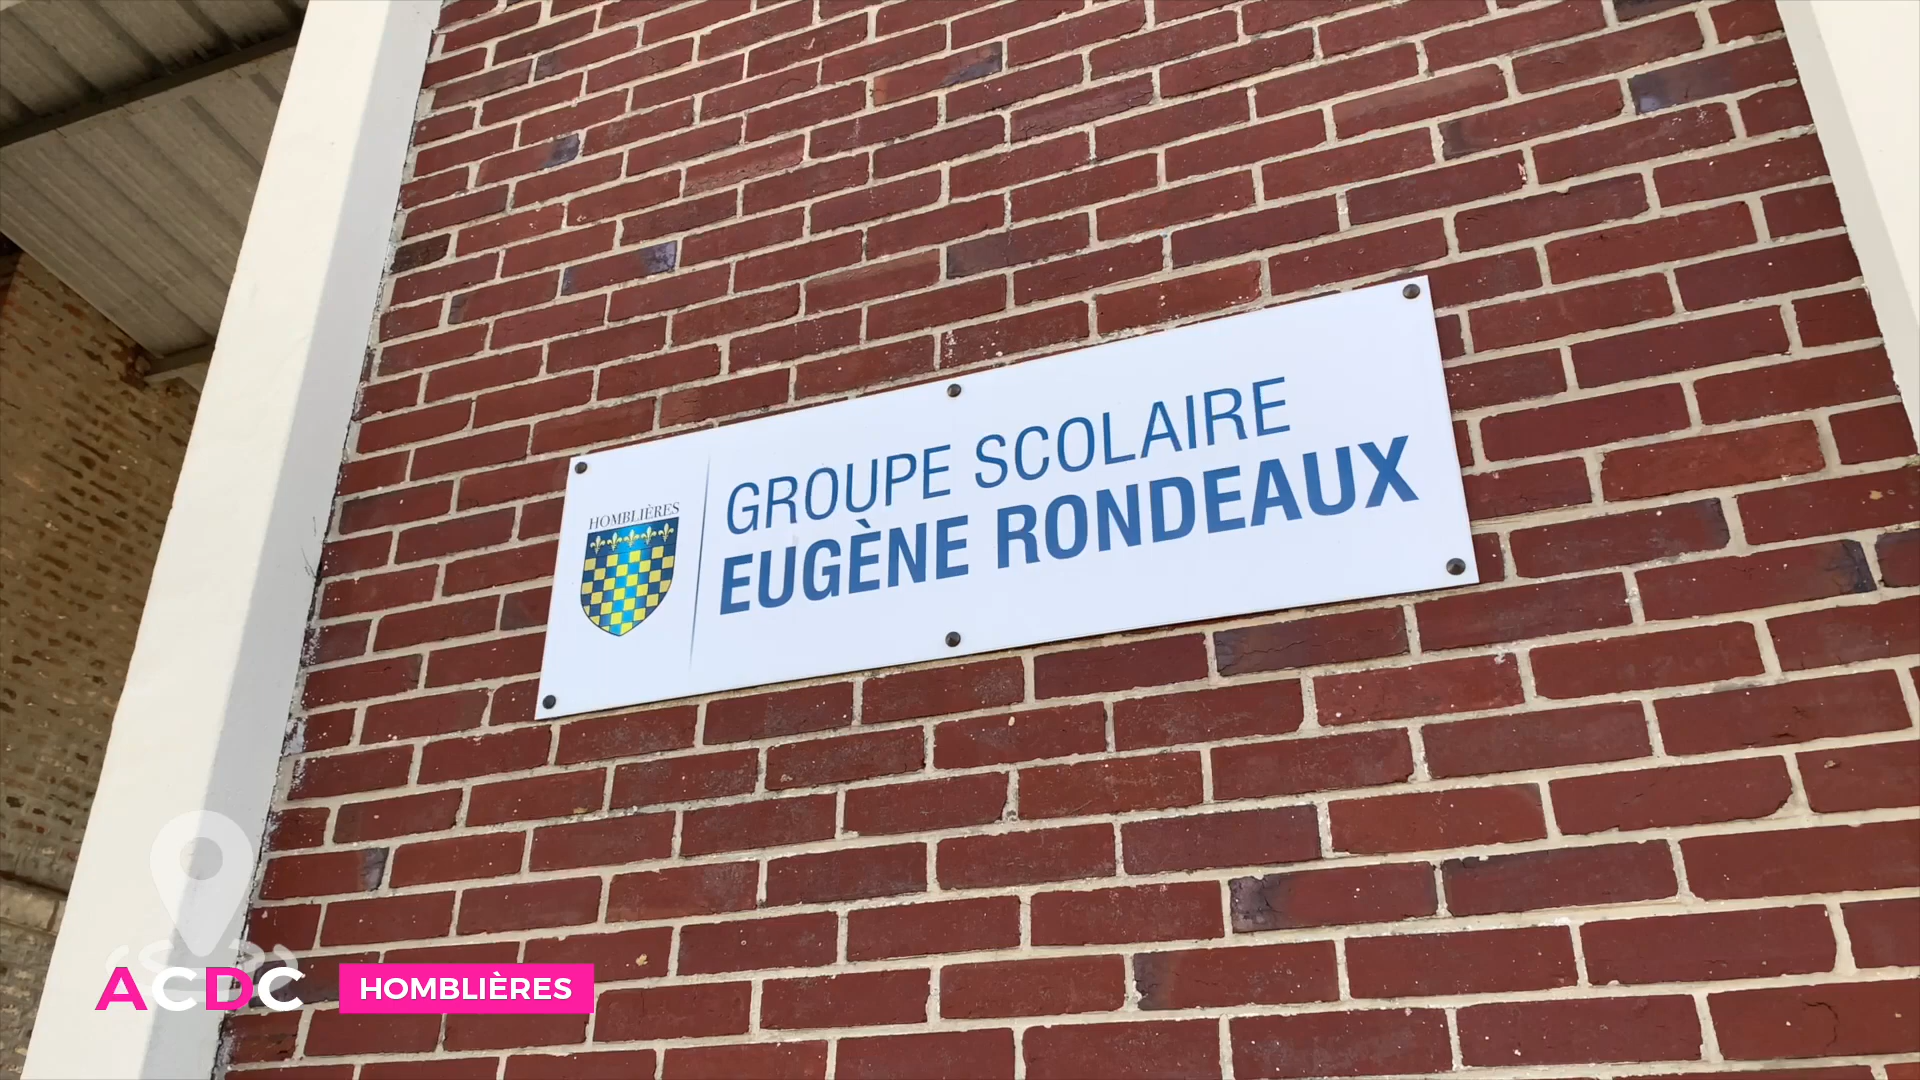 HOMBLIÈRES
GROUPE SCOLAIRE
EUGÈNE RONDEAUX
ACDC
HOMBLIÈRES